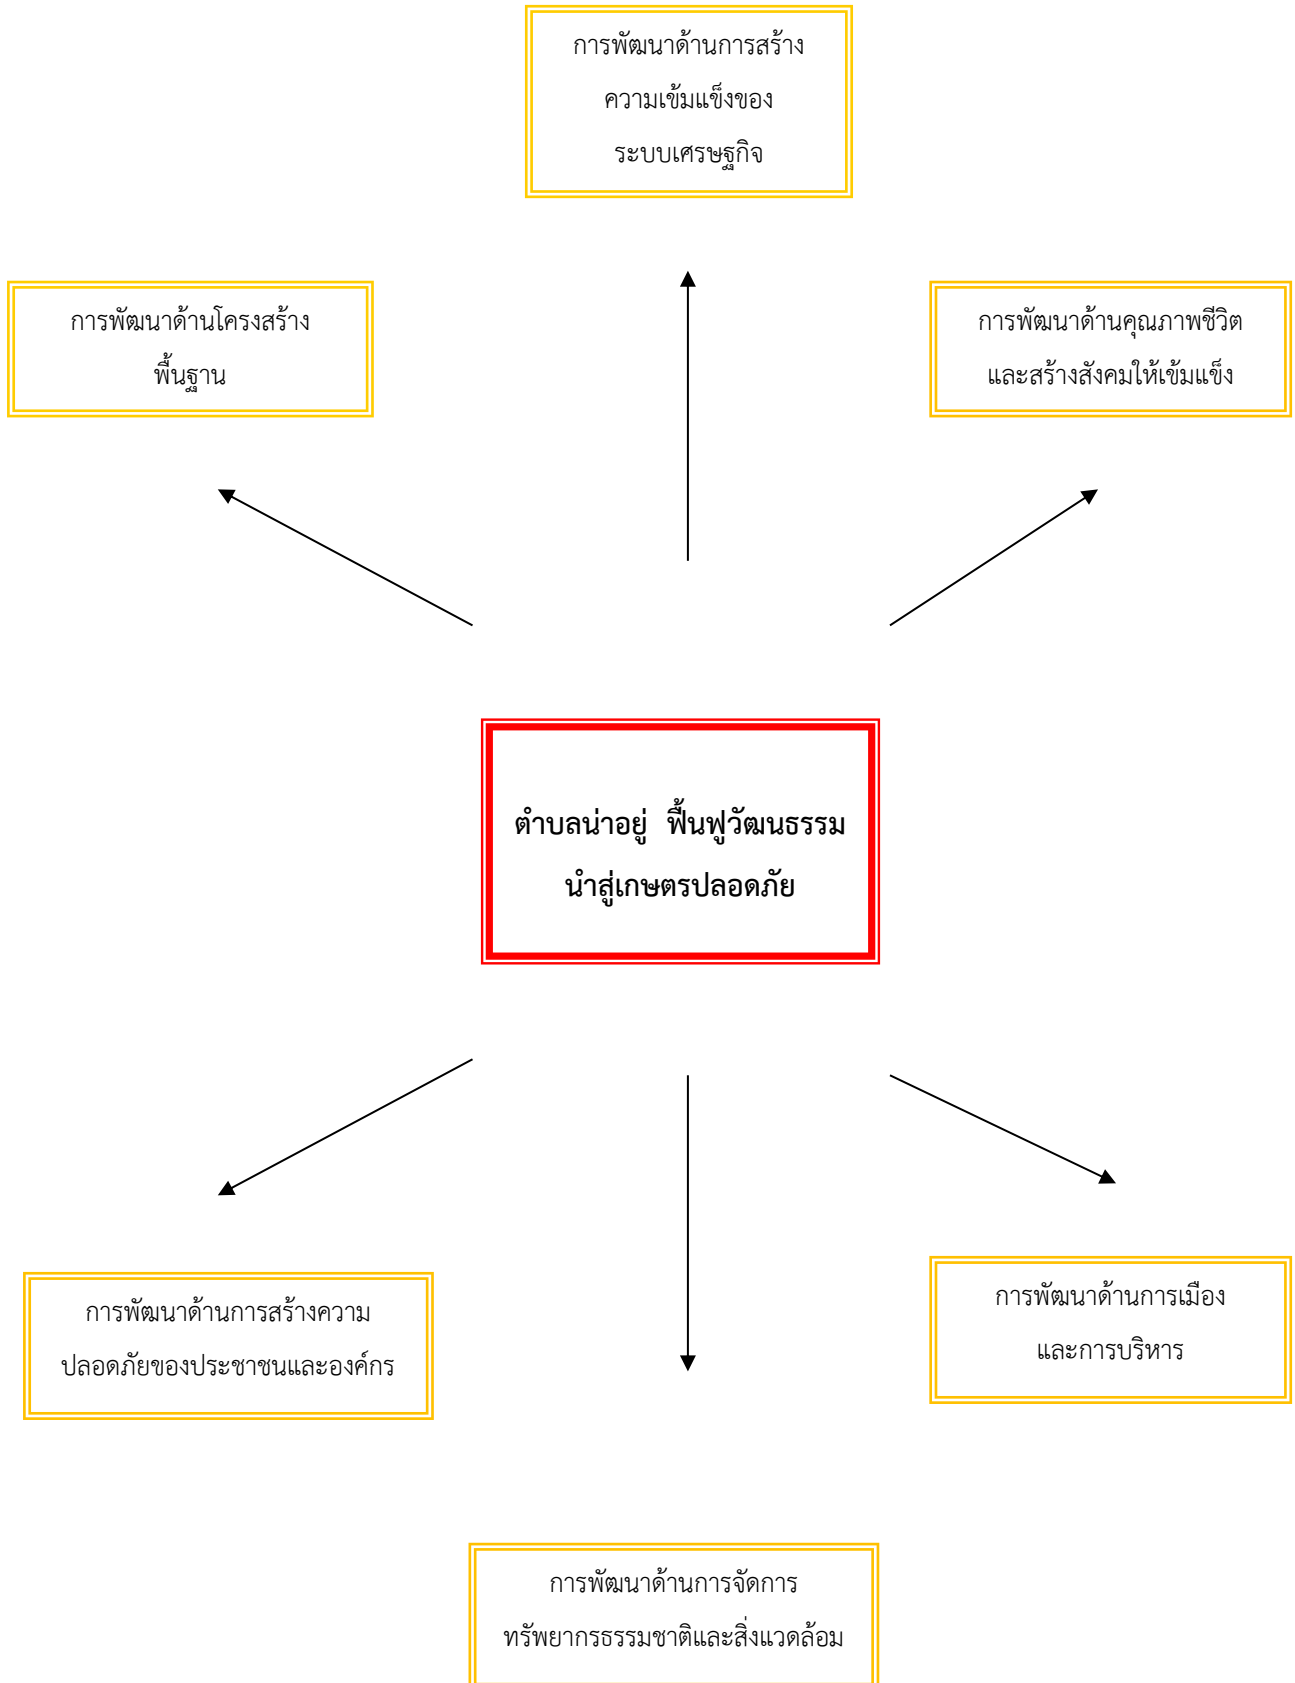 การพัฒนาด้านการสร้าง
ความเข้มแข็งของ
ระบบเศรษฐกิจ
การพัฒนาด้านโครงสร้าง
พื้นฐาน
การพัฒนาด้านคุณภาพชีวิต
และสร้างสังคมให้เข้มแข็ง
ตำบลน่าอยู่ ฟื้นฟูวัฒนธรรม
นำสู่เกษตรปลอดภัย
การพัฒนาด้านการสร้างความ
ปลอดภัยของประชาชนและองค์กร
การพัฒนาด้านการเมือง
และการบริหาร
การพัฒนาด้านการจัดการ
ทรัพยากรธรรมชาติและสิ่งแวดล้อม